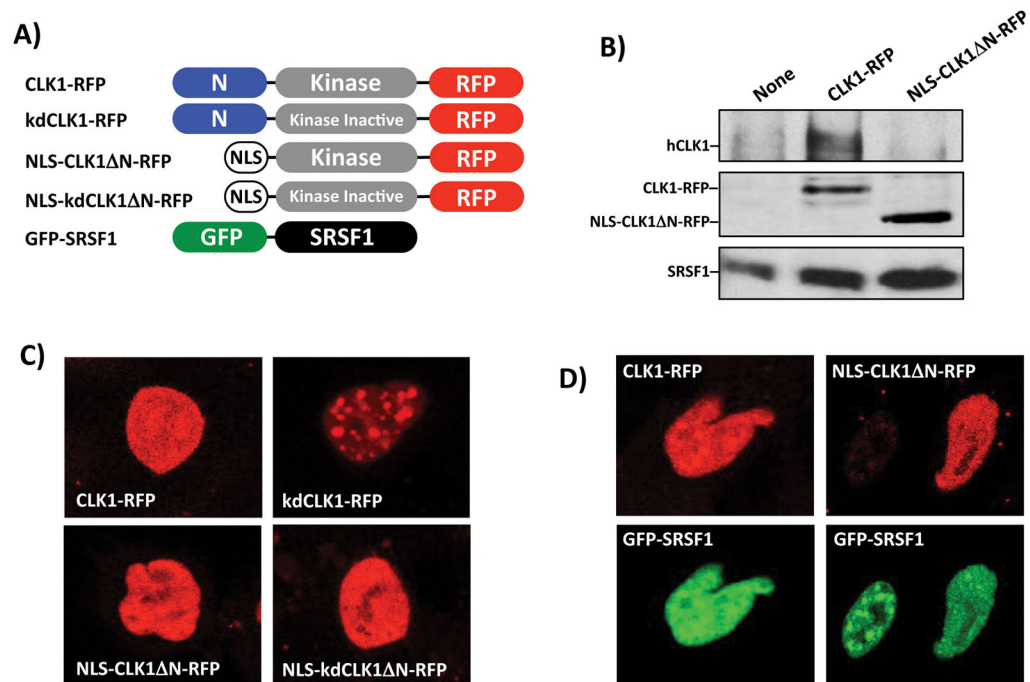 A)
CLK1-RFP N Kinase RFP
kdCLK1-RFP N Kinase Inactive RFP
NLS-CLK1ΔN-RFP NLS Kinase RFP
NLS-kdCLK1ΔN-RFP NLS Kinase Inactive RFP
GFP-SRSF1 GFP SRSF1
B)
None CLK1-RFP NLS-CLK1ΔN-RFP
hCLK1
CLK1-RFP
NLS-CLK1ΔN-RFP
SRSF1
C)
CLK1-RFP kdCLK1-RFP
NLS-CLK1ΔN-RFP NLS-kdCLK1ΔN-RFP
D)
CLK1-RFP NLS-CLK1ΔN-RFP
GFP-SRSF1 GFP-SRSF1